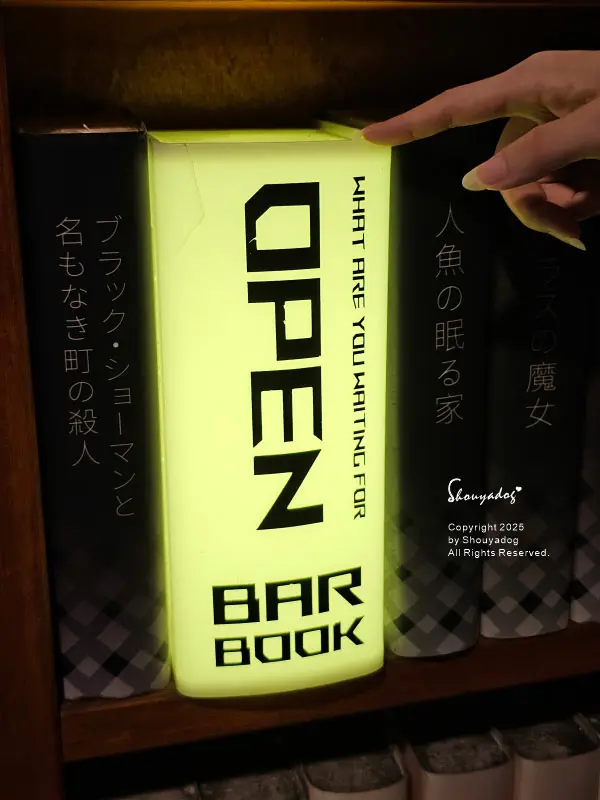 ブラック・ショーマンと
名もなき町の殺人
WHAT ARE YOU WAITING FOR
OPEN
BAR
BOOK
人魚の眠る家
スの魔女
Shouyadog
Copyright 2025
by Shouyadog
All Rights Reserved.